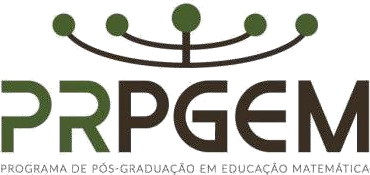 PRPGEM
PROGRAMA DE PÓS-GRADUAÇÃO EM EDUCAÇÃO MATEMÁTICA